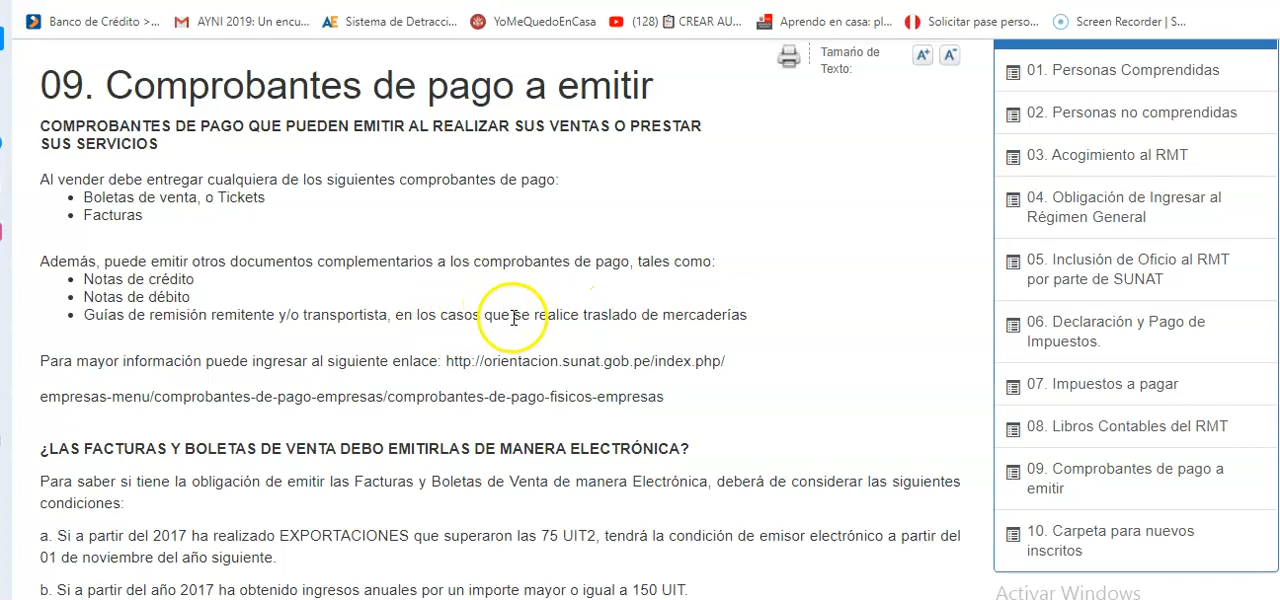 Banco de Crédito >... AYNI 2019: Un encu... Sistema de Detracci... YoMeQuedoEnCasa (128) CREAR AU... Aprendo en casa: pl... Solicitar pase perso... Screen Recorder | S...
Tamaño de
Texto:
A+ A-
09. Comprobantes de pago a emitir
COMPROBANTES DE PAGO QUE PUEDEN EMITIR AL REALIZAR SUS VENTAS O PRESTAR
SUS SERVICIOS
Al vender debe entregar cualquiera de los siguientes comprobantes de pago:
• Boletas de venta, o Tickets
• Facturas
Además, puede emitir otros documentos complementarios a los comprobantes de pago, tales como:
• Notas de crédito
• Notas de débito
• Guías de remisión remitente y/o transportista, en los casos que se realice traslado de mercaderías
Para mayor información puede ingresar al siguiente enlace: http://orientacion.sunat.gob.pe/index.php/
empresas-menu/comprobantes-de-pago-empresas/comprobantes-de-pago-fisicos-empresas
¿LAS FACTURAS Y BOLETAS DE VENTA DEBO EMITIRLAS DE MANERA ELECTRÓNICA?
Para saber si tiene la obligación de emitir las Facturas y Boletas de Venta de manera Electrónica, deberá de considerar las siguientes
condiciones:
a. Si a partir del 2017 ha realizado EXPORTACIONES que superaron las 75 UIT2, tendrá la condición de emisor electrónico a partir del
01 de noviembre del año siguiente.
b. Si a partir del año 2017 ha obtenido ingresos anuales por un importe mayor o igual a 150 UIT.
01. Personas Comprendidas
02. Personas no comprendidas
03. Acogimiento al RMT
04. Obligación de Ingresar al
Régimen General
05. Inclusión de Oficio al RMT
por parte de SUNAT
06. Declaración y Pago de
Impuestos.
07. Impuestos a pagar
08. Libros Contables del RMT
09. Comprobantes de pago a
emitir
10. Carpeta para nuevos
inscritos
Activar Windows